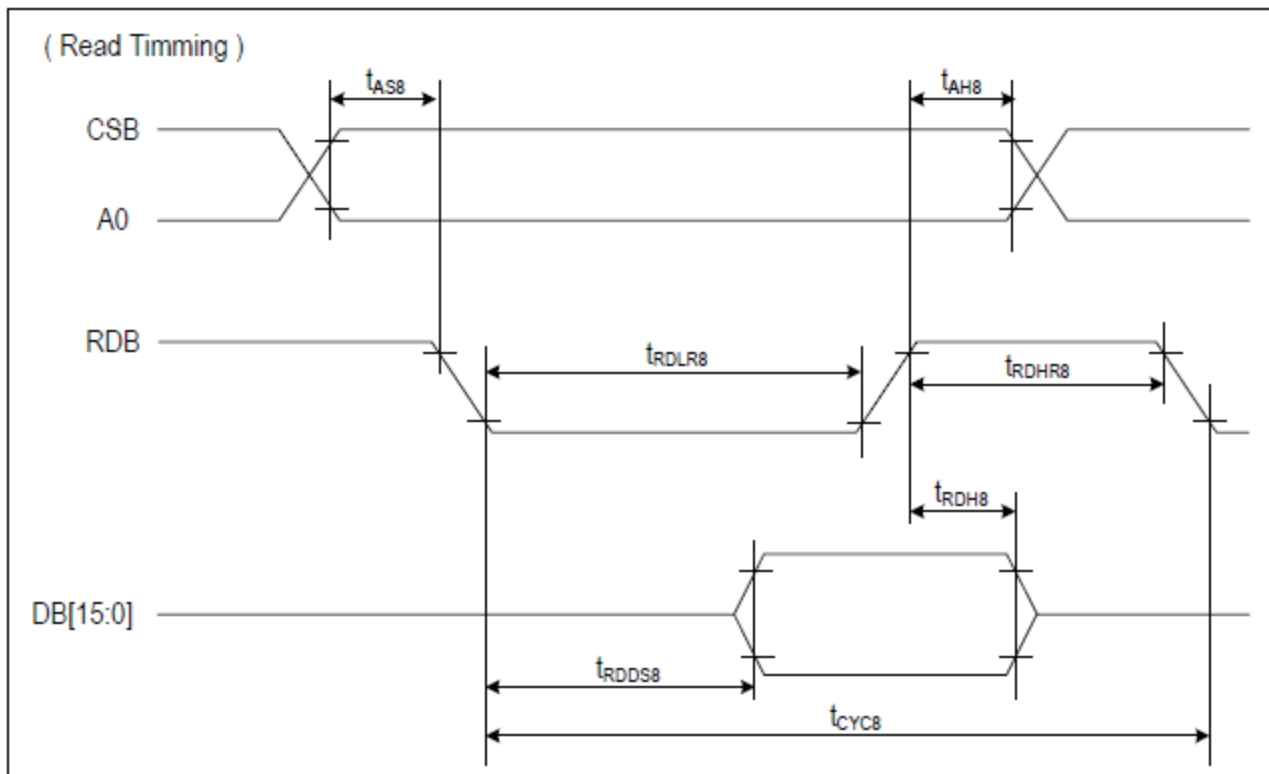 ( Read Timming )
tAS8
tAH8
CSB
A0
RDB
tRDLR8
tRDHR8
tRDH8
DB[15:0]
tRDDS8
tCYC8